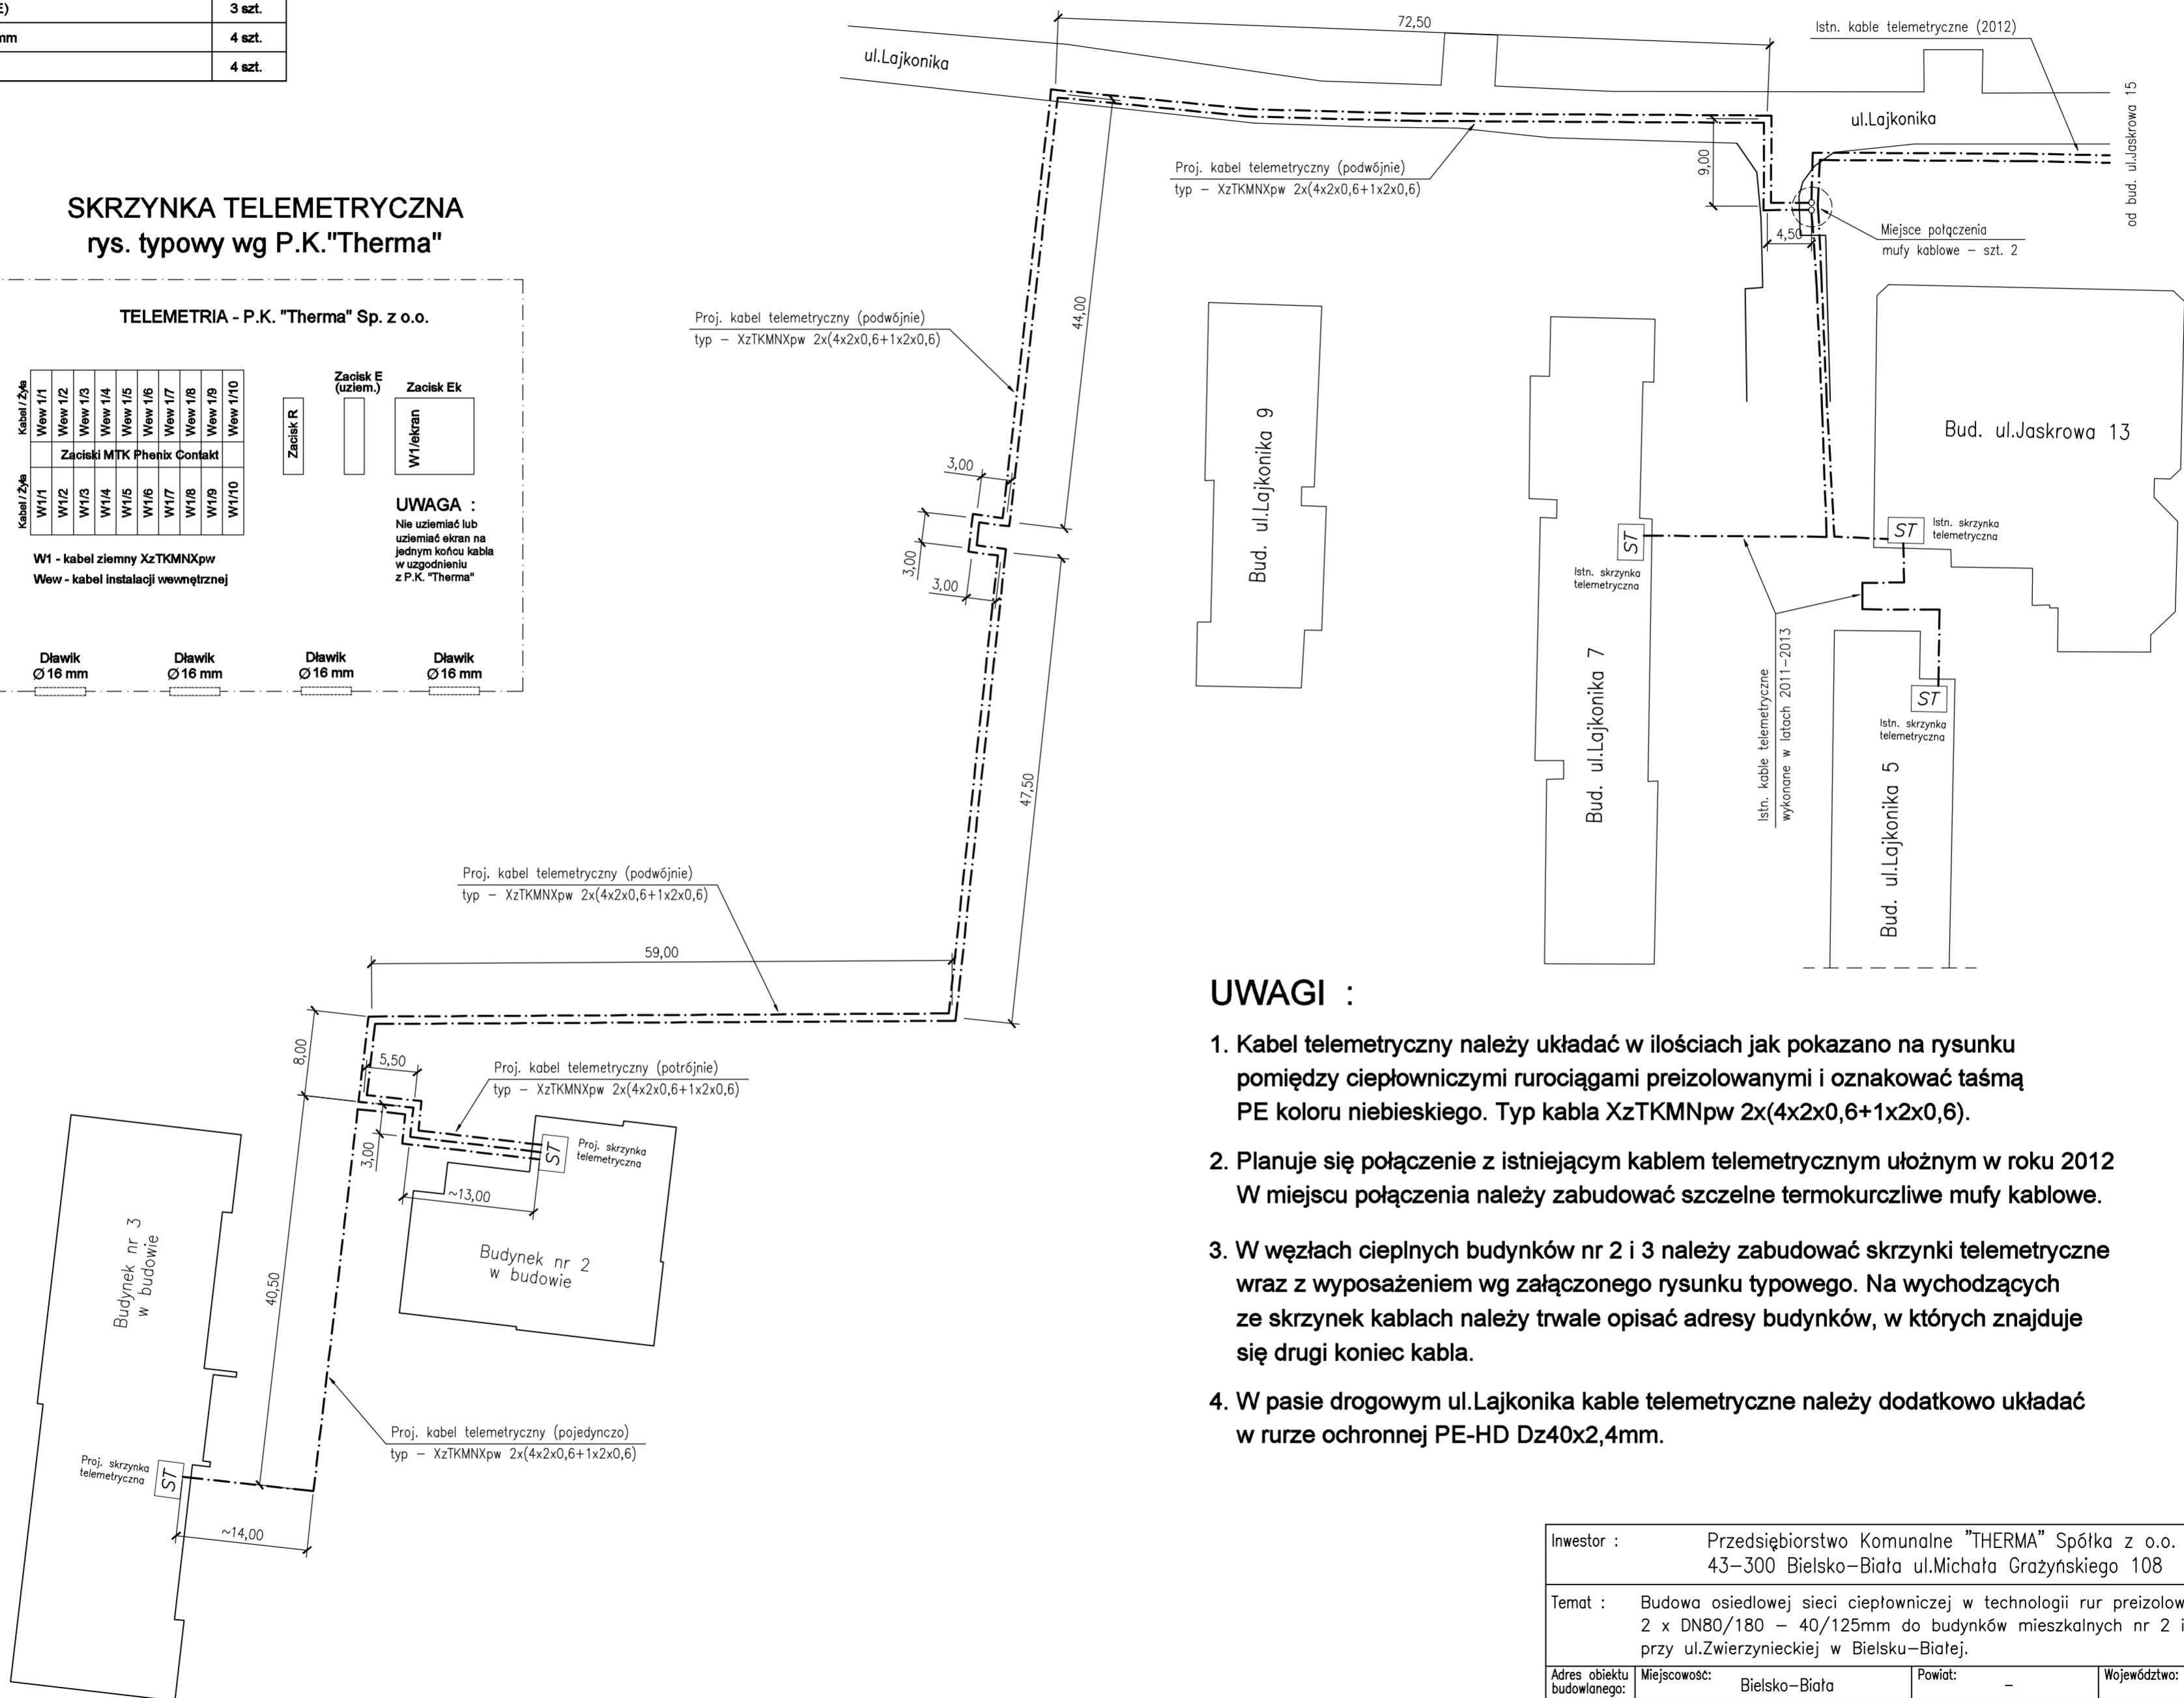 E)
3 szt.
mm
4 szt.
4 szt.
SKRZYNKA TELEMETRYCZNA
rys. typowy wg P.K."Therma"
TELEMETRIA - P.K. "Therma" Sp. z o.o.
Kabel / Żyła
Wew 1/1
Wew 1/2
Wew 1/3
Wew 1/4
Wew 1/5
Wew 1/6
Wew 1/7
Wew 1/8
Wew 1/9
Wew 1/10
Zaciski MTK Phenix Contakt
Kabel / Żyła
W1/1
W1/2
W1/3
W1/4
W1/5
W1/6
W1/7
W1/8
W1/9
W1/10
Zacisk R
Zacisk E
(uziem.)
Zacisk Ek
W1/ekran
UWAGA :
Nie uziemiać lub
uziemiać ekran na
jednym końcu kabla
w uzgodnieniu
z P.K. "Therma"
W1 - kabel ziemny XzTKMNXpw
Wew - kabel instalacji wewnętrznej
Dławik
Ø 16 mm
Dławik
Ø 16 mm
Dławik
Ø 16 mm
Dławik
Ø 16 mm
ul.Lajkonika
72,50
Istn. kable telemetryczne (2012)
ul.Lajkonika
od bud. ul.Jaskrowa 15
Proj. kabel telemetryczny (podwójnie)
typ – XzTKMNXpw 2x(4x2x0,6+1x2x0,6)
9,00
4,50
Miejsce połączenia
mufy kablowe – szt. 2
44,00
Proj. kabel telemetryczny (podwójnie)
typ – XzTKMNXpw 2x(4x2x0,6+1x2x0,6)
3,00
3,00
3,00
47,50
Bud. ul.Lajkonika 9
Bud. ul.Lajkonika 7
Bud. ul.Jaskrowa 13
Bud. ul.Lajkonika 5
ST
Istn. skrzynka
telemetryczna
ST
Istn. skrzynka
telemetryczna
ST
Istn. skrzynka
telemetryczna
Istn. kable telemetryczne
wykonane w latach 2011–2013
Proj. kabel telemetryczny (podwójnie)
typ – XzTKMNXpw 2x(4x2x0,6+1x2x0,6)
59,00
8,00
5,50
Proj. kabel telemetryczny (potrójnie)
typ – XzTKMNXpw 2x(4x2x0,6+1x2x0,6)
3,00
ST
Proj. skrzynka
telemetryczna
~13,00
Budynek nr 2
w budowie
Budynek nr 3
w budowie
40,50
Proj. kabel telemetryczny (pojedynczo)
typ – XzTKMNXpw 2x(4x2x0,6+1x2x0,6)
Proj. skrzynka
telemetryczna
ST
~14,00
UWAGI :
1. Kabel telemetryczny należy układać w ilościach jak pokazano na rysunku
pomiędzy ciepłowniczymi rurociągami preizolowanymi i oznakować taśmą
PE koloru niebieskiego. Typ kabla XzTKMNpw 2x(4x2x0,6+1x2x0,6).
2. Planuje się połączenie z istniejącym kablem telemetrycznym ułożnym w roku 2012
W miejscu połączenia należy zabudować szczelne termokurczliwe mufy kablowe.
3. W węzłach cieplnych budynków nr 2 i 3 należy zabudować skrzynki telemetryczne
wraz z wyposażeniem wg załączonego rysunku typowego. Na wychodzących
ze skrzynek kablach należy trwale opisać adresy budynków, w których znajduje
się drugi koniec kabla.
4. W pasie drogowym ul.Lajkonika kable telemetryczne należy dodatkowo układać
w rurze ochronnej PE-HD Dz40x2,4mm.
Inwestor :
Przedsiębiorstwo Komunalne "THERMA" Spółka z o.o.
43–300 Bielsko–Biała ul.Michała Grażyńskiego 108
Temat :
Budowa osiedlowej sieci ciepłowniczej w technologii rur preizolow
2 x DN80/180 – 40/125mm do budynków mieszkalnych nr 2 i
przy ul.Zwierzynieckiej w Bielsku–Białej.
Adres obiektu
budowlanego:
Miejscowość:
Bielsko–Biała
Powiat:
–
Województwo: